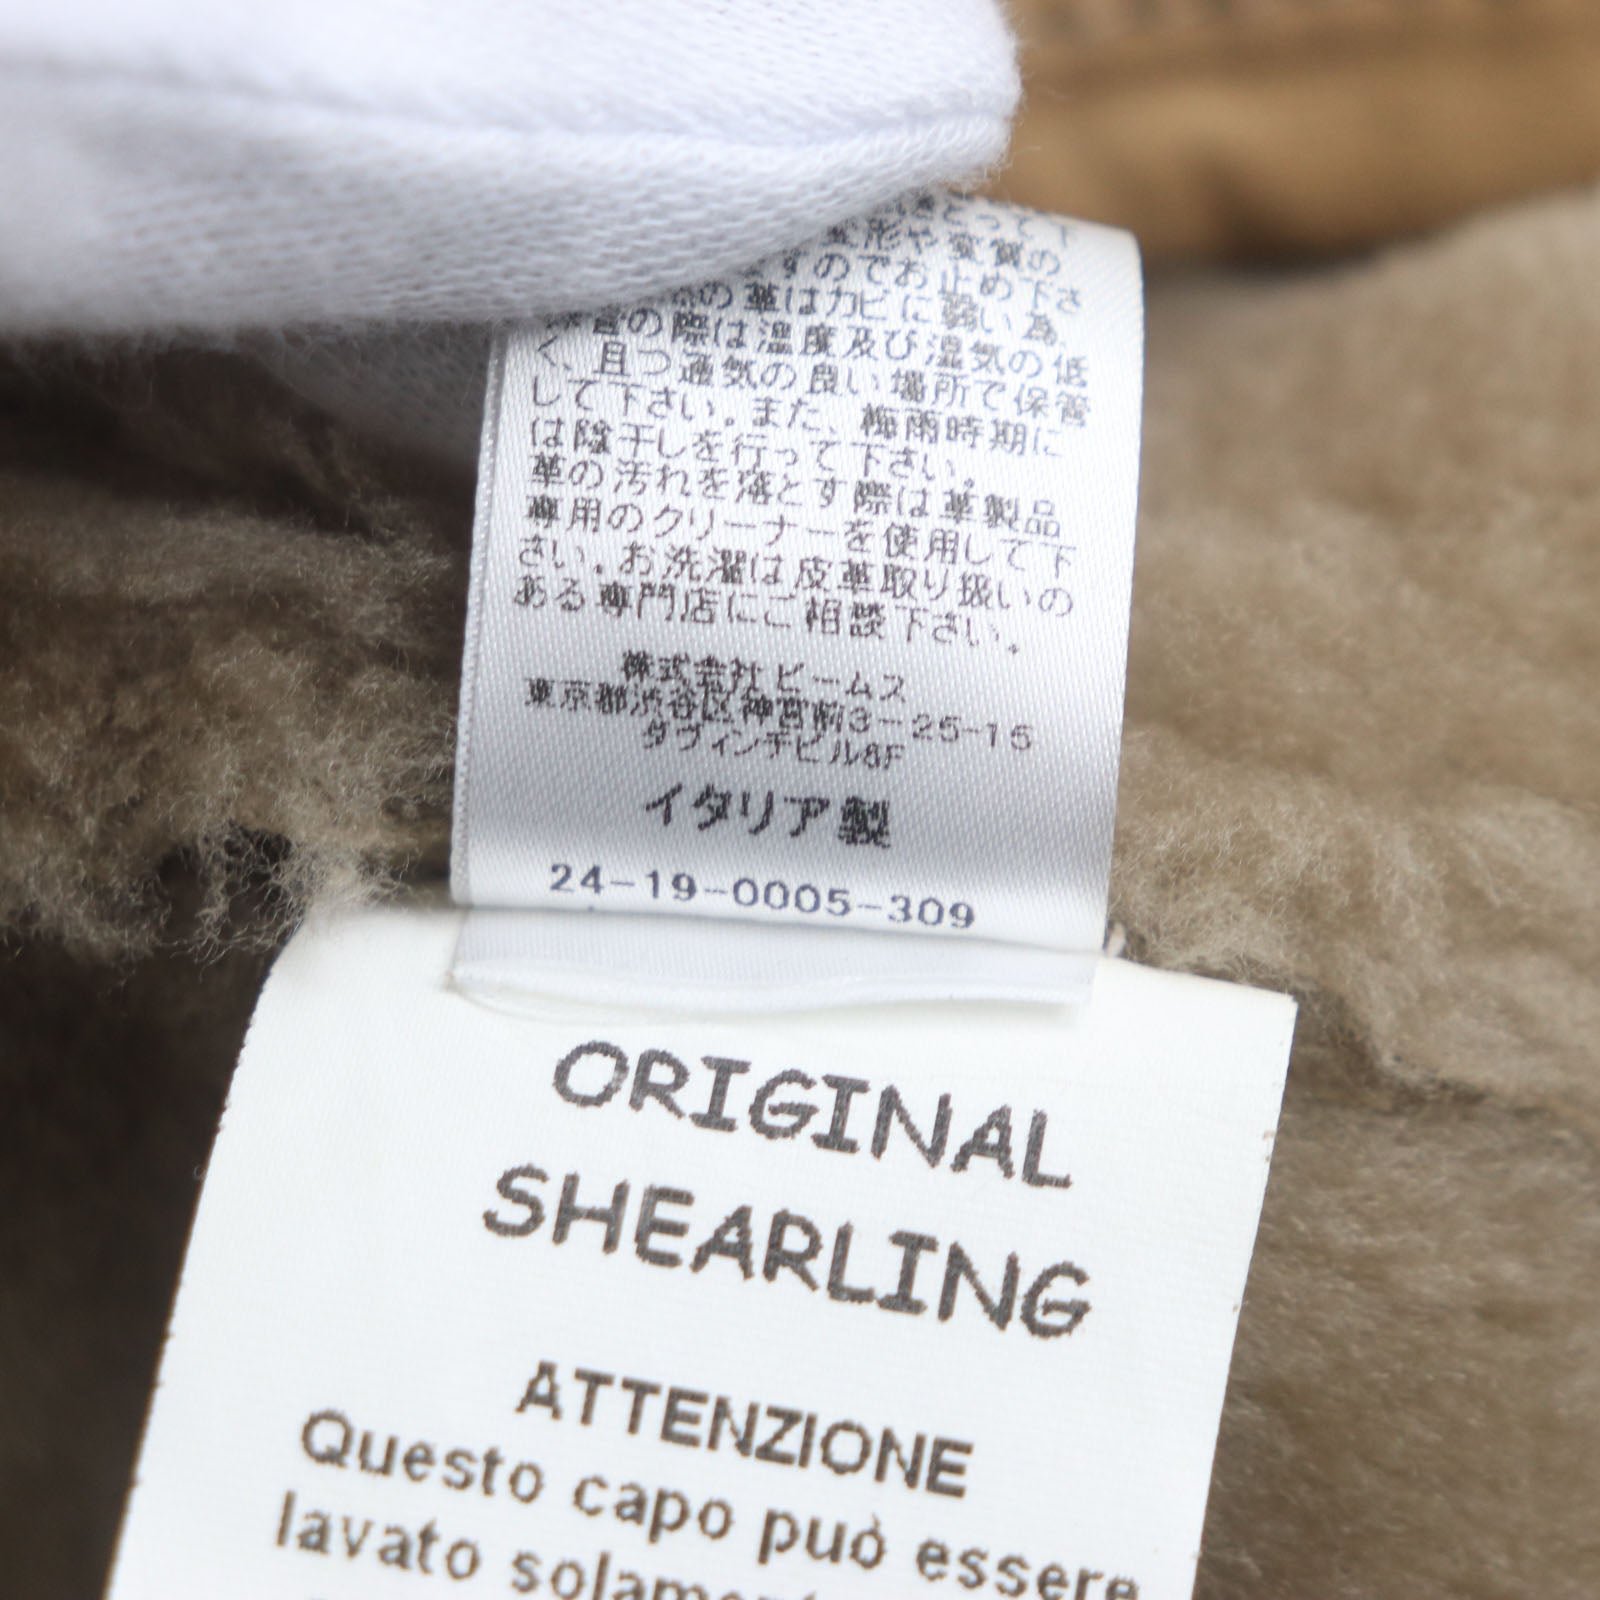 変形や変質の
すのでお止め下さ
の革はカビに弱い為、
の際は温度及び湿気の低
く、且つ通気の良い場所で保管
して下さい。また、梅雨時期に
は陰干しを行って下さい。
革の汚れを落とす際は革製品
専用のクリーナーを使用して下
さい。お洗濯は皮革取り扱いの
ある専門店にご相談下さい。
株式会社ビームス
東京都渋谷区神宮前3-25-15
ダヴィンチビル8F
イタリア製
24-19-0005-309
ORIGINAL
SHEARLING
ATTENZIONE
Questo capo può essere
lavato